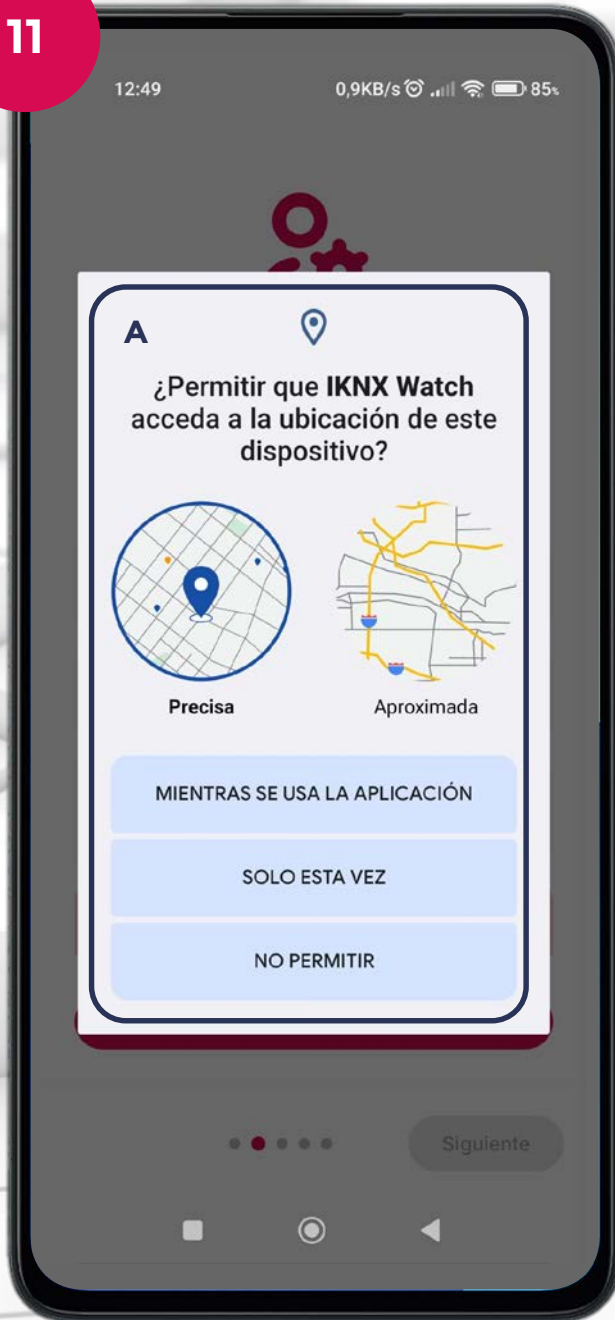 11
12:49 0,9KB/s 85%
A
¿Permitir que IKNX Watch
acceda a la ubicación de este
dispositivo?
Precisa Aproximada
MIENTRAS SE USA LA APLICACIÓN
SOLO ESTA VEZ
NO PERMITIR
Siguiente